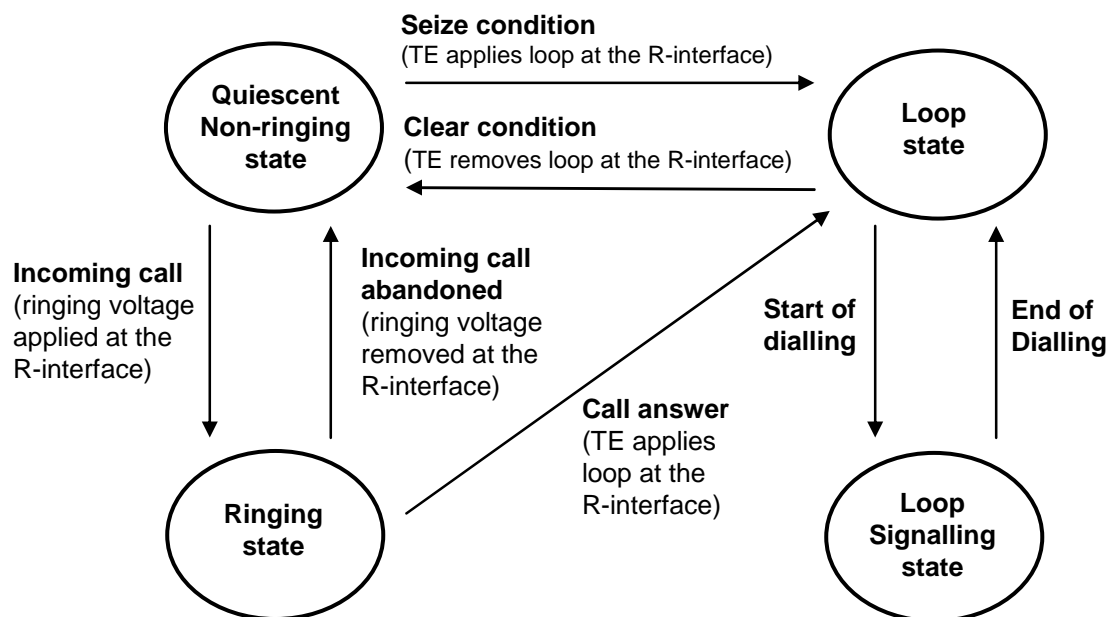 Seize condition
(TE applies loop at the R-interface)
Quiescent
Non-ringing
state
Loop
state
Clear condition
(TE removes loop at the R-interface)
Incoming call
(ringing voltage
applied at the
R-interface)
Incoming call
abandoned
(ringing voltage
removed at the
R-interface)
Start of
dialling
End of
Dialling
Call answer
(TE applies
loop at the
R-interface)
Ringing
state
Loop
Signalling
state